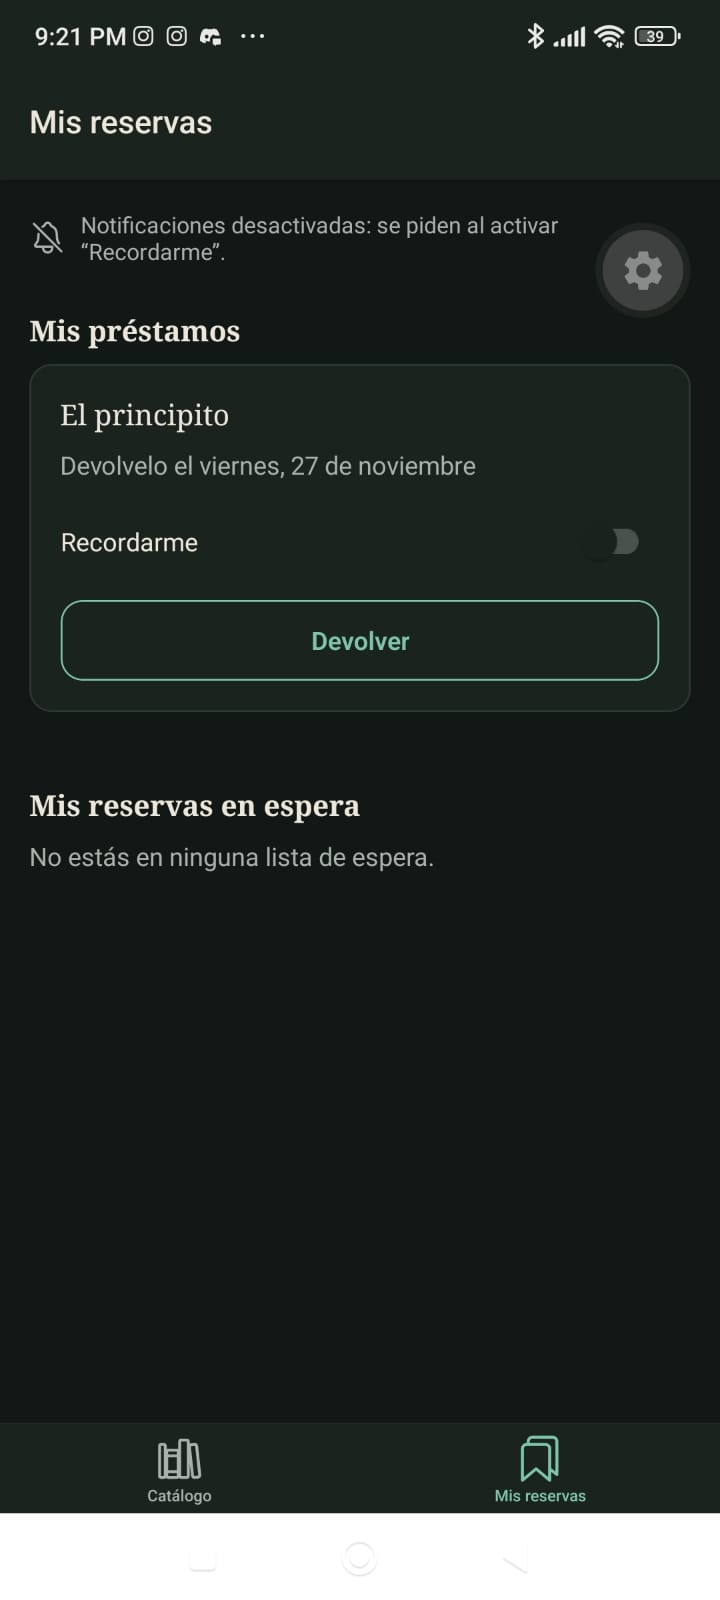 9:21 PM
39
Mis reservas
Notificaciones desactivadas: se piden al activar
“Recordarme”.
Mis préstamos
El principito
Devolvelo el viernes, 27 de noviembre
Recordarme
Devolver
Mis reservas en espera
No estás en ninguna lista de espera.
Catálogo
Mis reservas